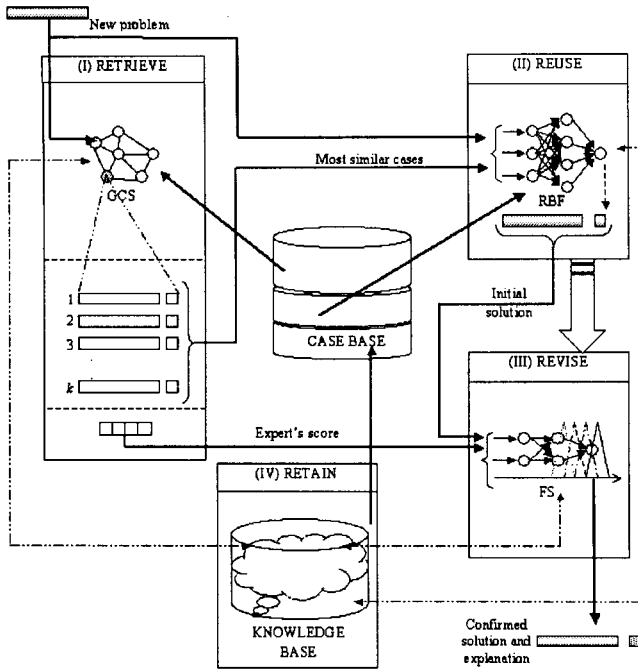 New problem
(I) RETRIEVE
(II) REUSE
GCS
Most similar cases
RBF
1
2
3
k
CASE BASE
Initial
solution
(III) REVISE
Expert's score
FS
(IV) RETAIN
KNOWLEDGE
BASE
Confirmed
solution and
explanation